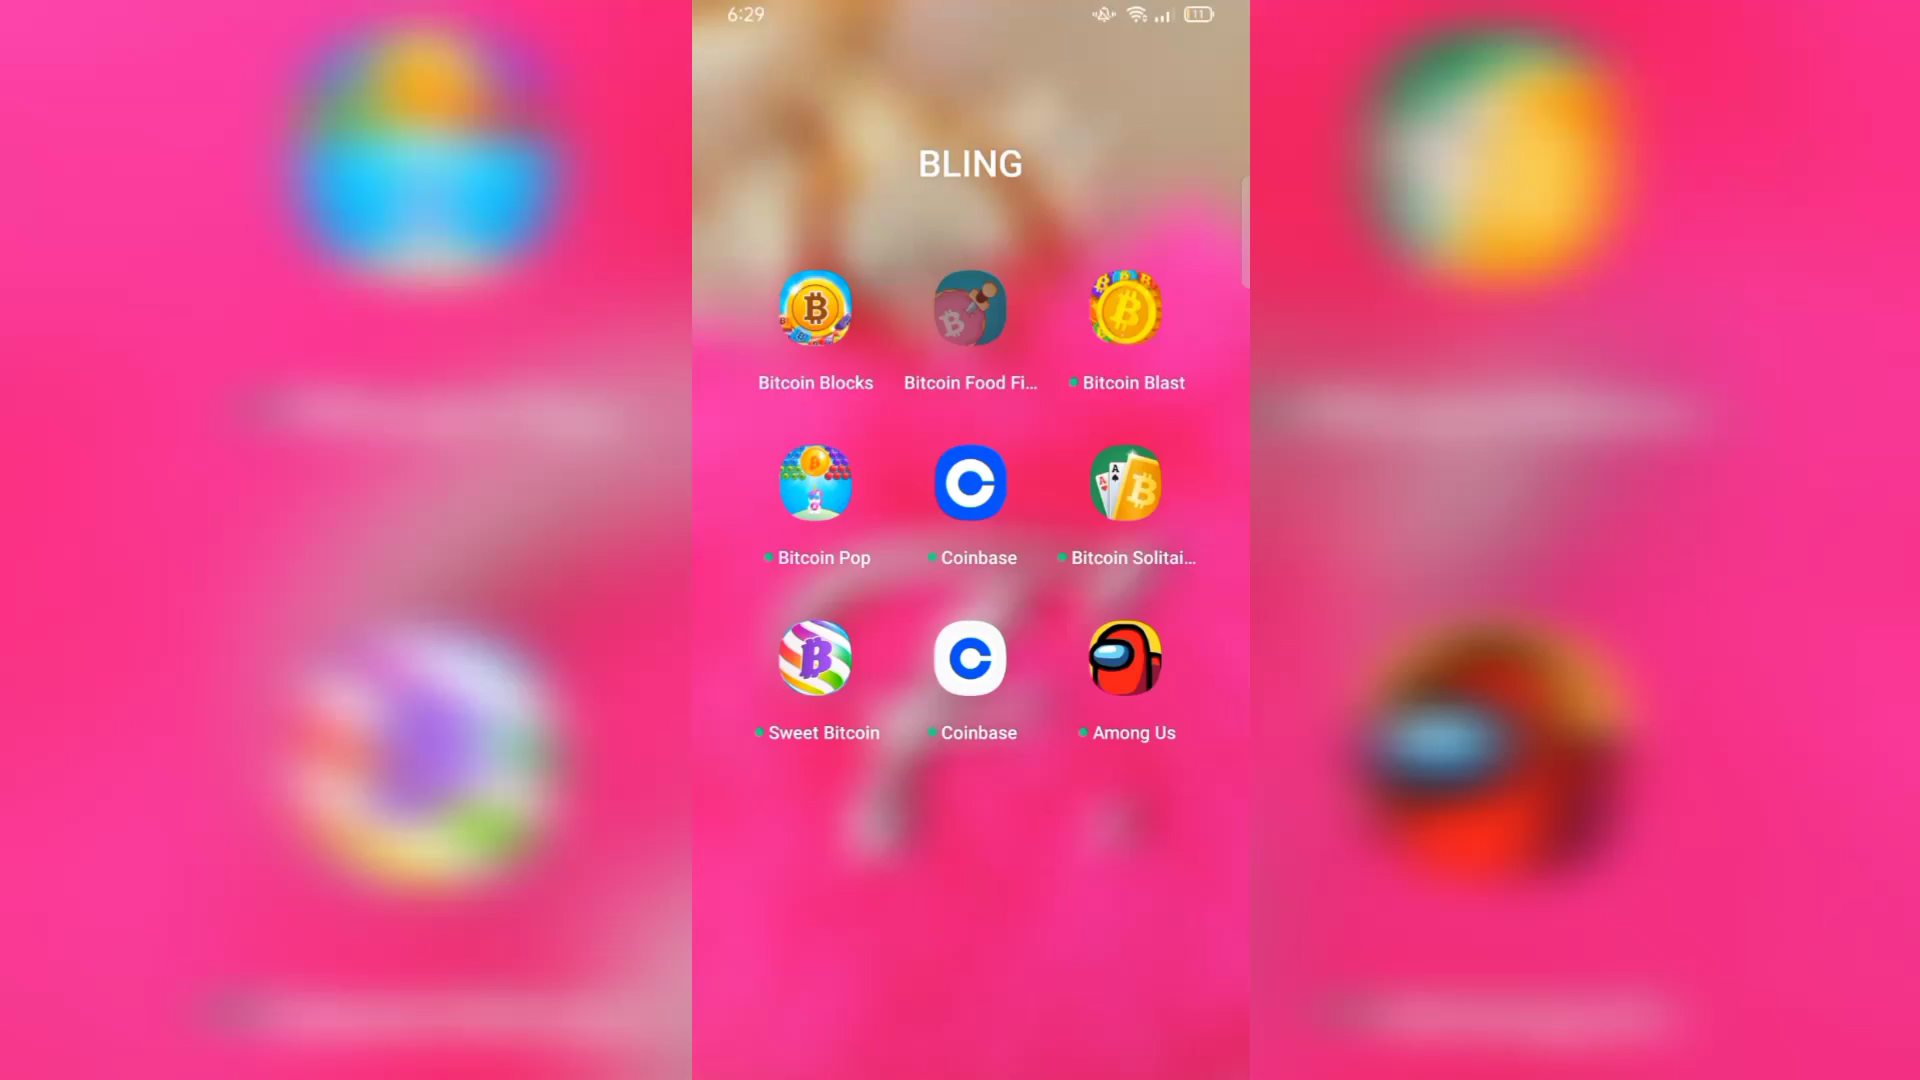 6:29
11
BLING
Bitcoin Blocks
Bitcoin Food Fi...
Bitcoin Blast
Bitcoin Pop
Coinbase
Bitcoin Solitai...
Sweet Bitcoin
Coinbase
Among Us